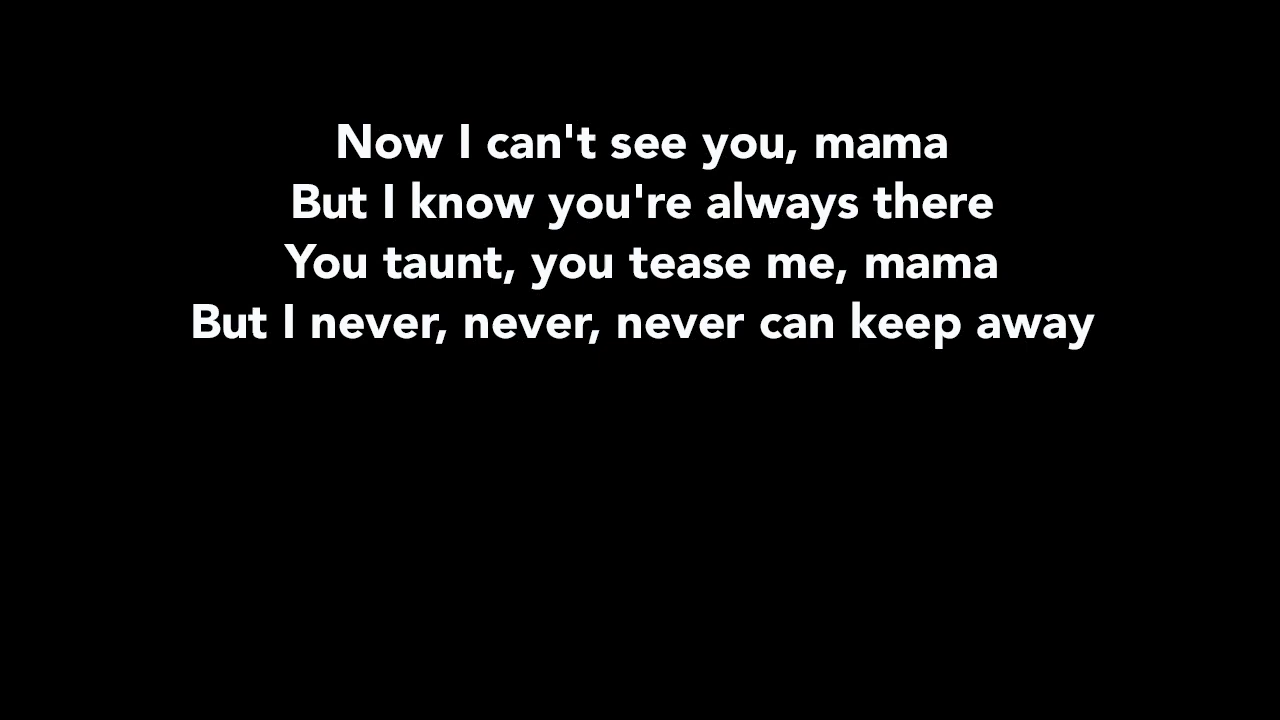 Now I can't see you, mama
But I know you're always there
You taunt, you tease me, mama
But I never, never, never can keep away